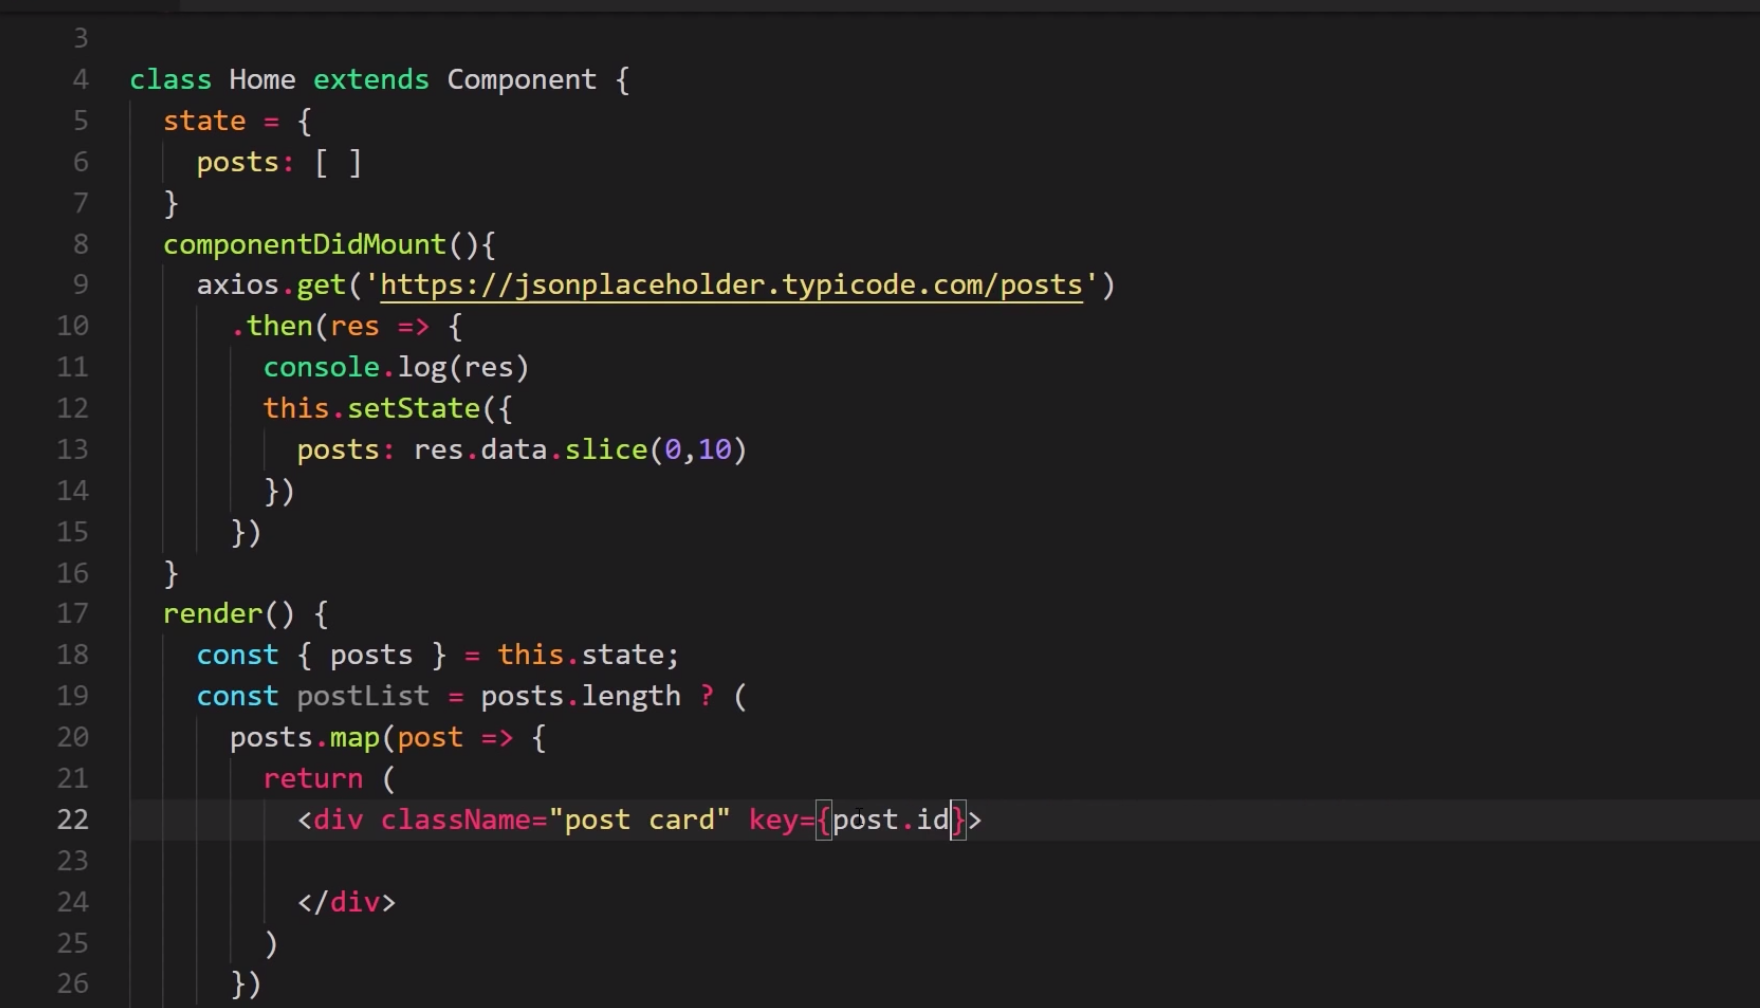 3
4 class Home extends Component {
5 state = {
6 posts: [ ]
7 }
8 componentDidMount(){
9 axios.get('https://jsonplaceholder.typicode.com/posts')
10 .then(res => {
11 console.log(res)
12 this.setState({
13 posts: res.data.slice(0,10)
14 })
15 })
16 }
17 render() {
18 const { posts } = this.state;
19 const postList = posts.length ? (
20 posts.map(post => {
21 return (
22 <div className="post card" key={post.id}>
23
24 </div>
25 )
26 })